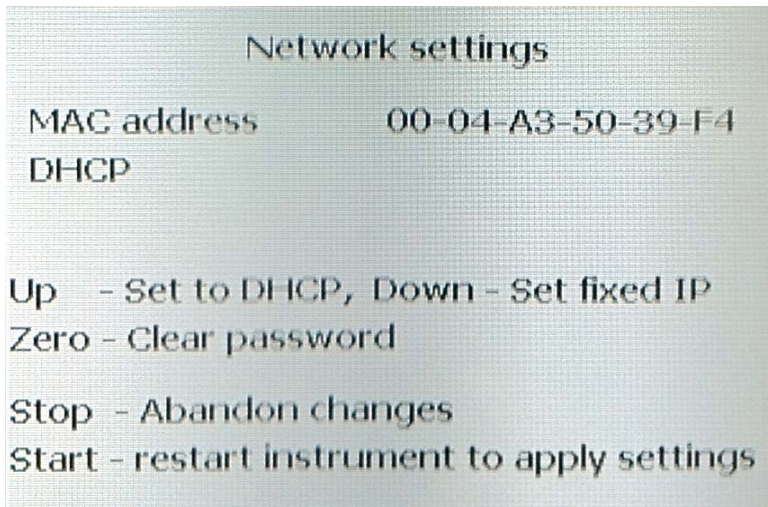 Network settings
MAC address 00-04-A3-50-39-F4
DHCP
Up - Set to DHCP, Down - Set fixed IP
Zero - Clear password
Stop - Abandon changes
Start - restart instrument to apply settings